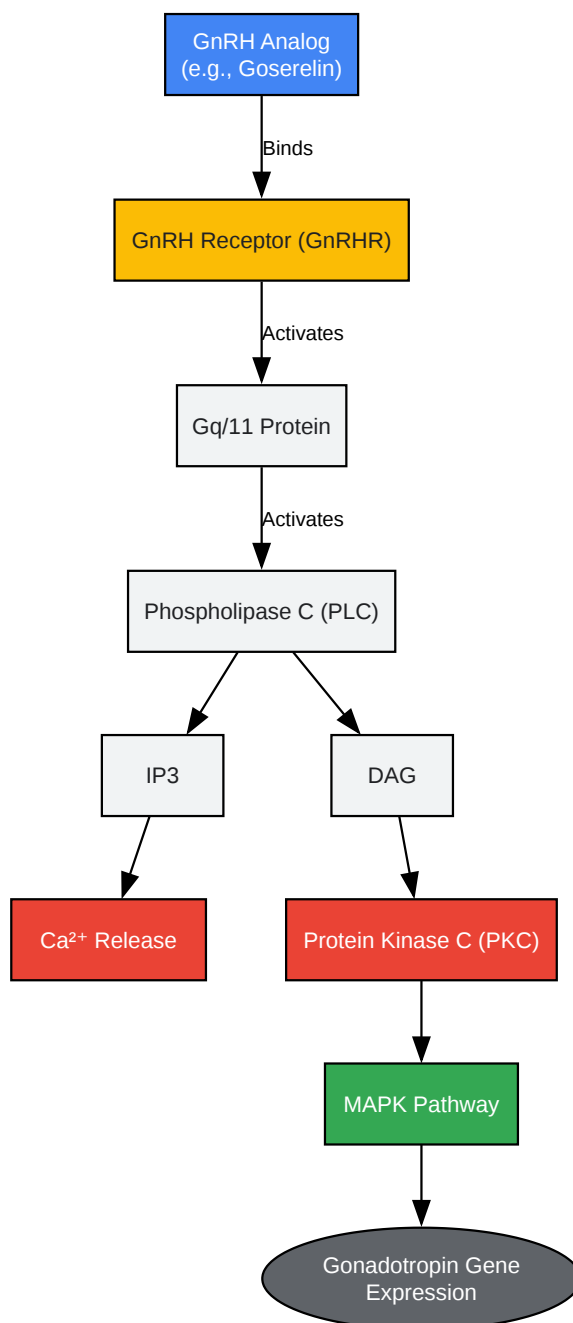 GnRH Analog
(e.g., Goserelin)
Binds
GnRH Receptor (GnRHR)
Activates
Gq/11 Protein
Activates
Phospholipase C (PLC)
IP3
DAG
Ca²⁺ Release
Protein Kinase C (PKC)
MAPK Pathway
Gonadotropin Gene
Expression